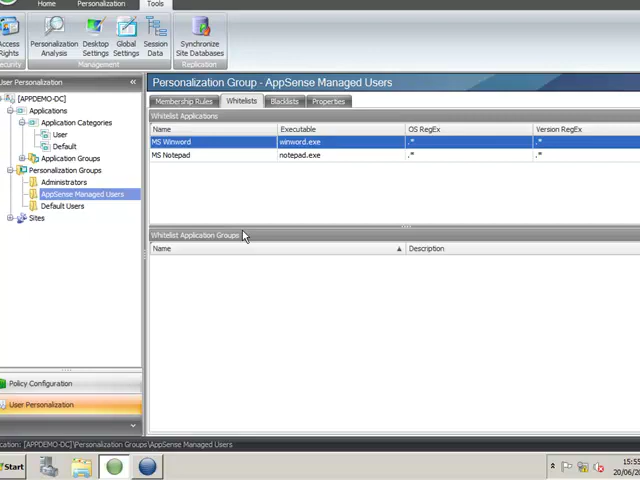 Home Personalization Tools
Access Rights
Personalization Analysis
Desktop Settings
Global Settings
Session Data
Synchronize Site Databases
Management
Replication
User Personalization «
[APPDEMO-DC]
Applications
Application Categories
User
Default
Application Groups
Personalization Groups
Administrators
AppSense Managed Users
Default Users
Sites
Policy Configuration
User Personalization
Personalization Group - AppSense Managed Users
Membership Rules Whitelists Blacklists Properties
Whitelist Applications
Name Executable OS RegEx Version RegEx
MS Winword winword.exe .* .*
MS Notepad notepad.exe .* .*
Whitelist Application Groups
Name Description
cation: [APPDEMO-DC]\Personalization Groups\AppSense Managed Users
Start
15:55
20/06/20